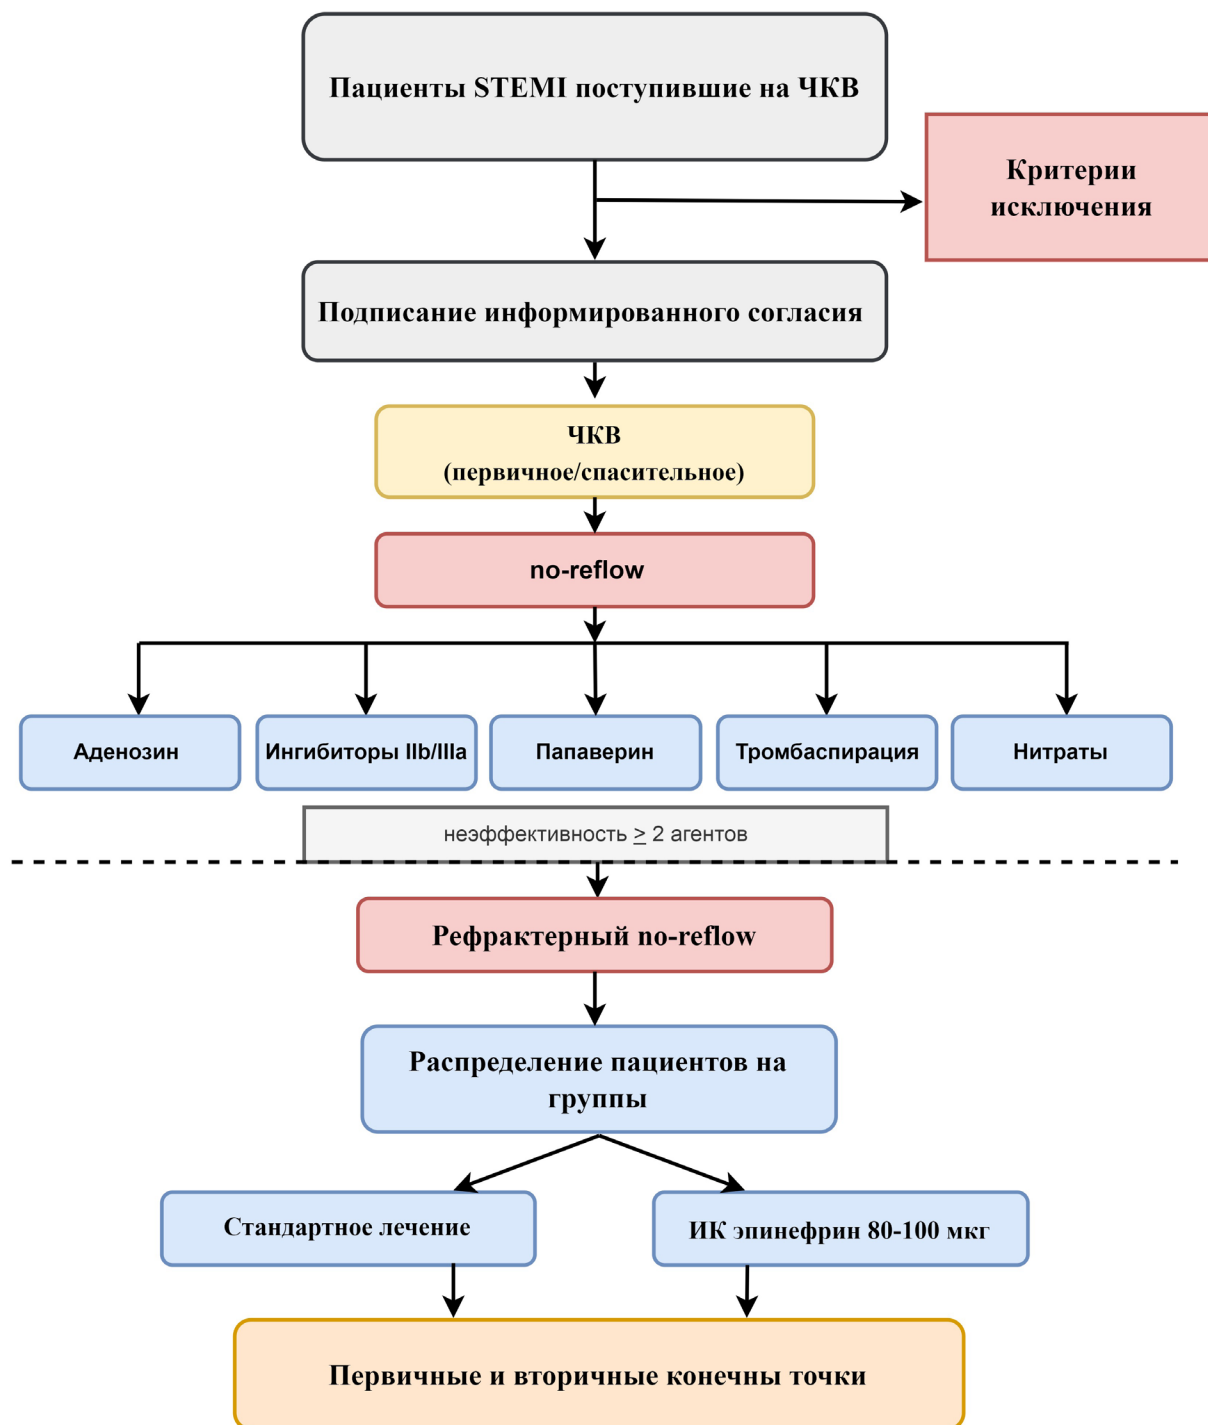 Пациенты STEMI поступившие на ЧКВ
Критерии
исключения
Подписание информированного согласия
ЧКВ
(первичное/спасительное)
no-reflow
Аденозин
Ингибиторы IIb/IIIa
Папаверин
Тромбаспирация
Нитраты
неэффективность ≥ 2 агентов
Рефрактерный no-reflow
Распределение пациентов на
группы
Стандартное лечение
ИК эпинефрин 80-100 мкг
Первичные и вторичные конечны точки